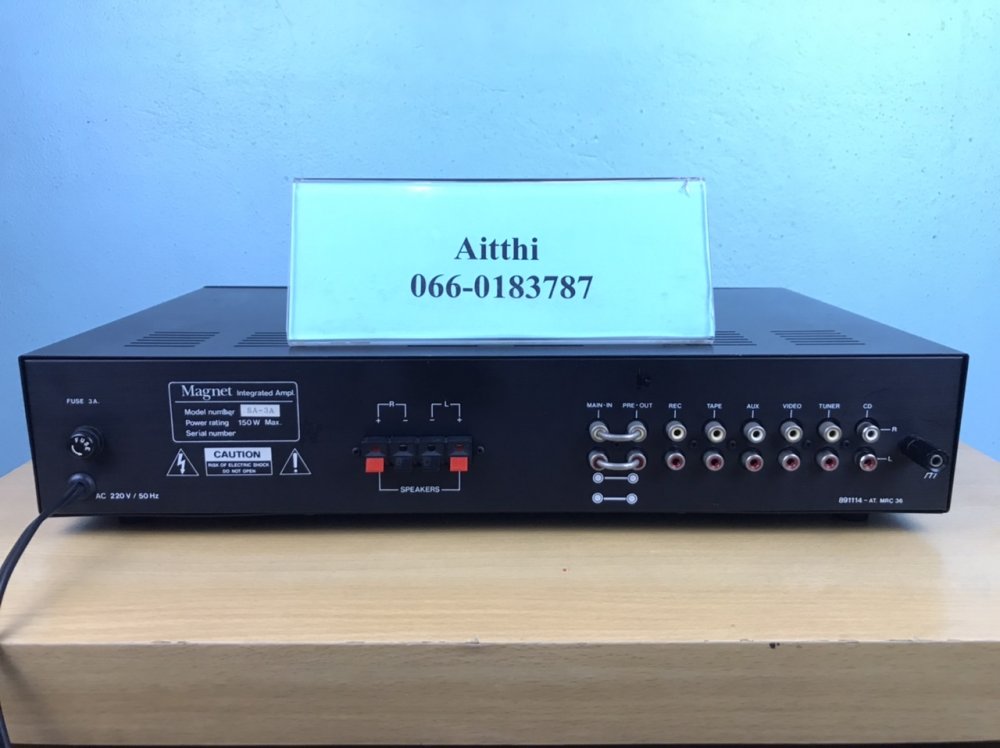 Aitthi
066-0183787
FUSE 3A.
FUSE
AC 220 V / 50 Hz
Magnet Integrated Ampl.
Model number SA-3A
Power rating 150 W Max.
Serial number
CAUTION
RISK OF ELECTRIC SHOCK
DO NOT OPEN
R L
+ − − +
SPEAKERS
MAIN-IN PRE-OUT REC TAPE AUX VIDEO TUNER CD
R
L
891114-AT. MRC 36